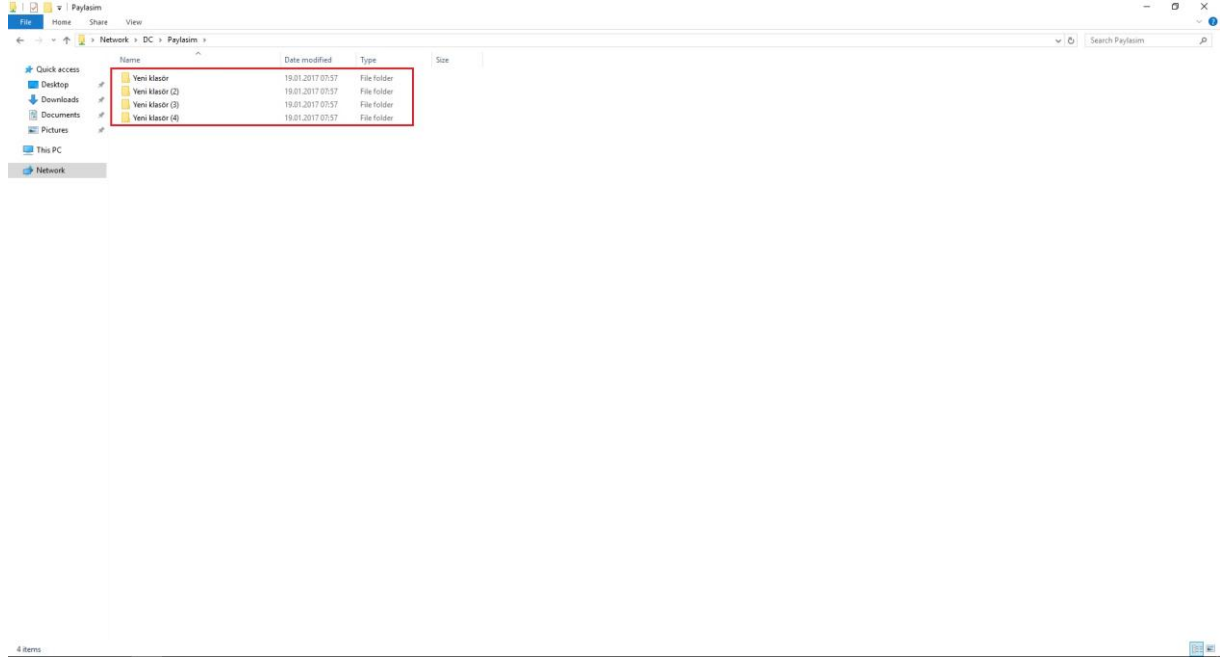 Paylasim
File Home Share View
Network › DC › Paylasim › Search Paylasim
Name Date modified Type Size
Quick access
Desktop
Downloads
Documents
Pictures
This PC
Network
Yeni klasör 19.01.2017 07:57 File folder
Yeni klasör (2) 19.01.2017 07:57 File folder
Yeni klasör (3) 19.01.2017 07:57 File folder
Yeni klasör (4) 19.01.2017 07:57 File folder
4 items